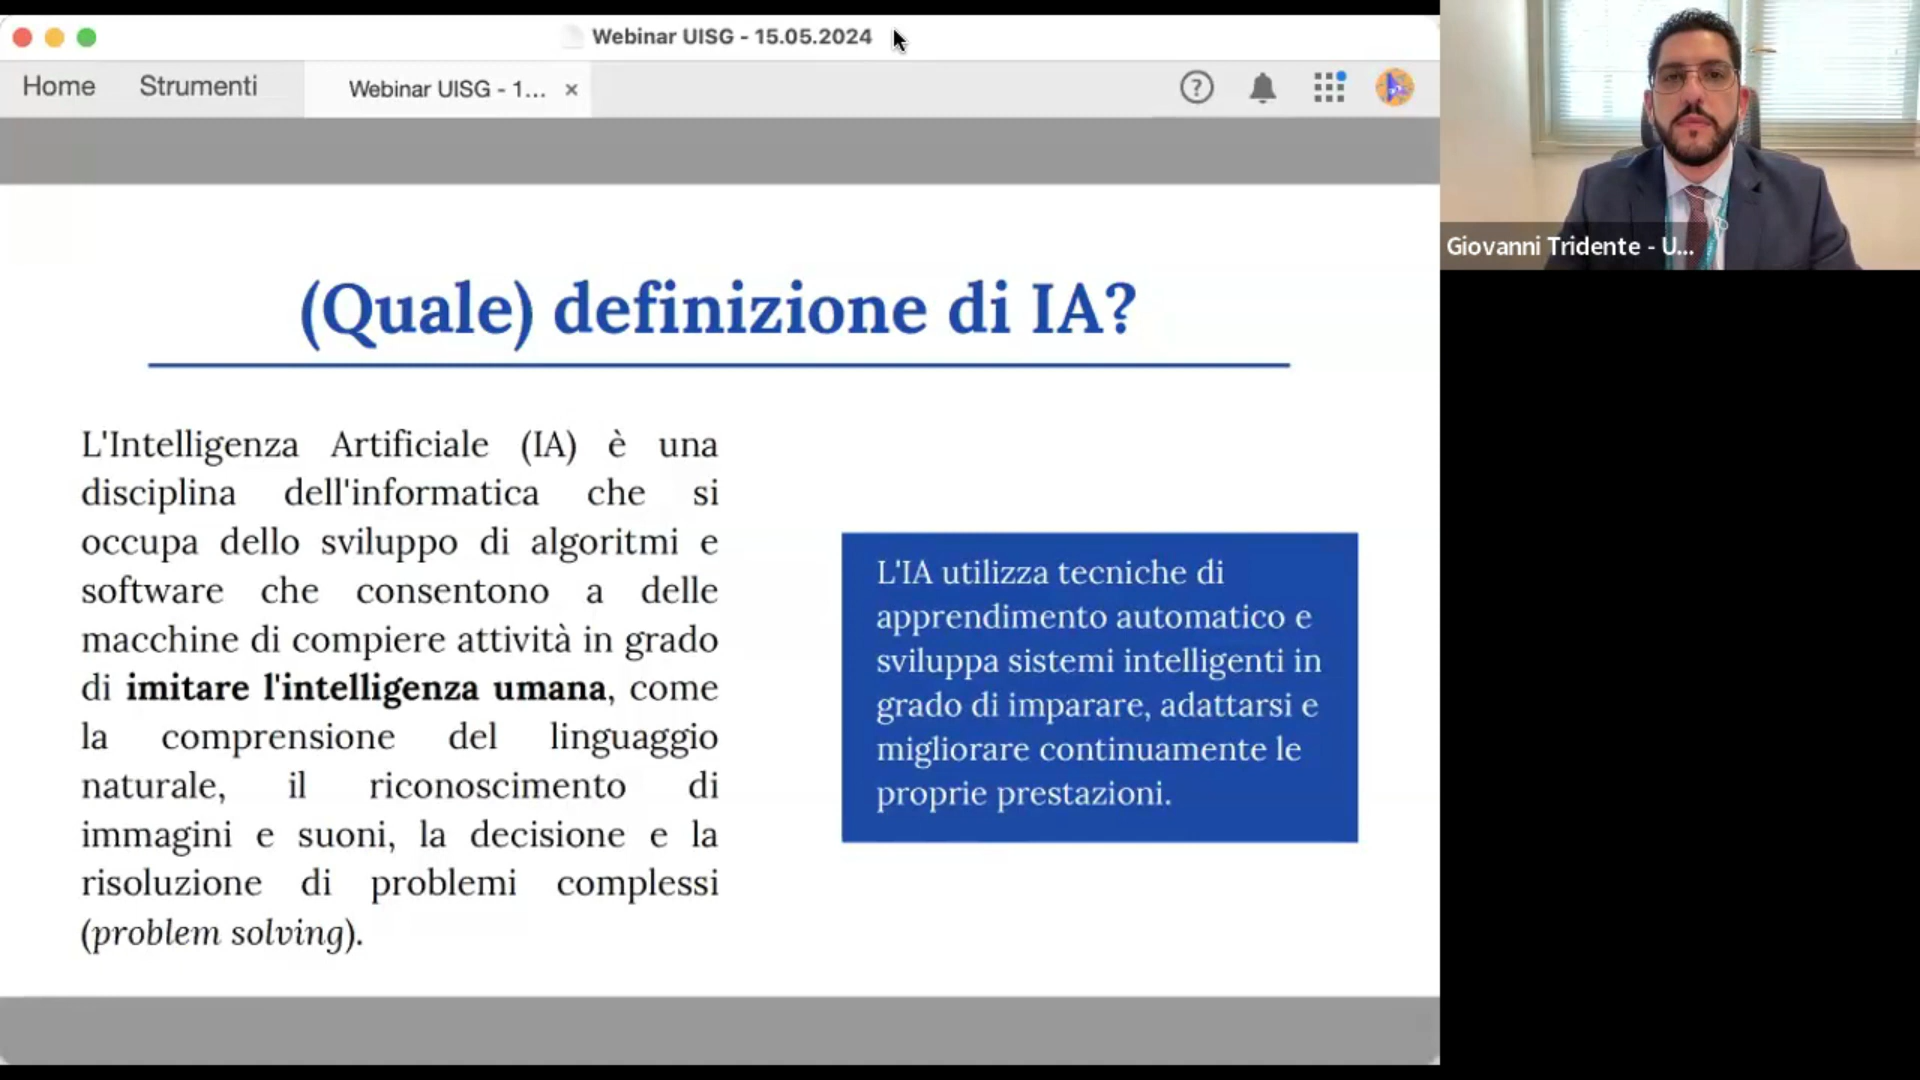 Webinar UISG - 15.05.2024
Home
Strumenti
Webinar UISG - 1...
(Quale) definizione di IA?
L'Intelligenza Artificiale (IA) è una
disciplina dell'informatica che si
occupa dello sviluppo di algoritmi e
software che consentono a delle
macchine di compiere attività in grado
di imitare l'intelligenza umana, come
la comprensione del linguaggio
naturale, il riconoscimento di
immagini e suoni, la decisione e la
risoluzione di problemi complessi
(problem solving).
L'IA utilizza tecniche di
apprendimento automatico e
sviluppa sistemi intelligenti in
grado di imparare, adattarsi e
migliorare continuamente le
proprie prestazioni.
Giovanni Tridente - U...